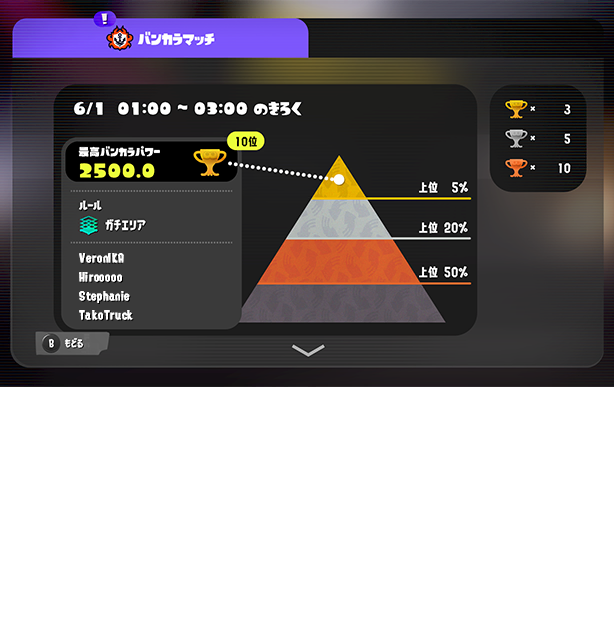 !
バンカラマッチ
6/1 01:00 ~ 03:00 のきろく
× 3
× 5
× 10
最高バンカラパワー
2500.0
10位
ルール
ガチエリア
VeronIKA
Hirooooo
Stephanie
TakoTruck
上位 5%
上位 20%
上位 50%
B もどる